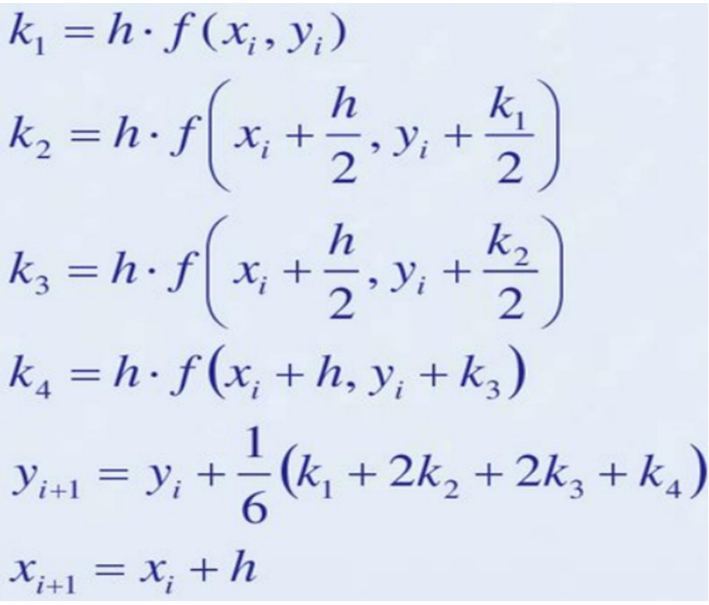 k₁ = h · f(xᵢ, yᵢ)
k₂ = h · f(xᵢ + h/2, yᵢ + k₁/2)
k₃ = h · f(xᵢ + h/2, yᵢ + k₂/2)
k₄ = h · f(xᵢ + h, yᵢ + k₃)
yᵢ₊₁ = yᵢ + 1/6 (k₁ + 2k₂ + 2k₃ + k₄)
xᵢ₊₁ = xᵢ + h